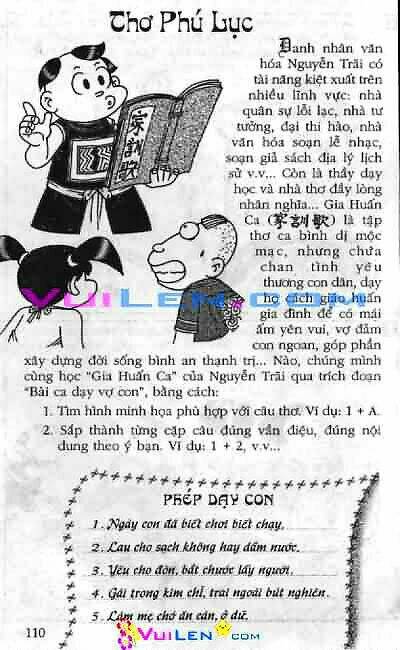 Thơ Phú Lục
Danh nhân văn
hóa Nguyễn Trãi có
tài năng kiệt xuất trên
nhiều lĩnh vực: nhà
quân sự lỗi lạc, nhà tư
tưởng, đại thi hào, nhà
văn hóa soạn lễ nhạc,
soạn giả sách địa lý lịch
sử v.v... Còn là thầy dạy
học và nhà thơ đầy lòng
nhân nghĩa... Gia Huấn
Ca (家訓歌) là tập
thơ ca bình dị mộc
mạc, nhưng chứa
chan tình yêu
thương con dân, dạy
họ cách giáo huấn
gia đình để có mái
ấm yên vui, vợ đảm
con ngoan, góp phần
xây dựng đời sống bình an thạnh trị... Nào, chúng mình
cùng học "Gia Huấn Ca" của Nguyễn Trãi qua trích đoạn
"Bài ca dạy vợ con", bằng cách:
1. Tìm hình minh họa phù hợp với câu thơ. Ví dụ: 1 + A.
2. Sắp thành từng cặp câu đúng vần điệu, đúng nội
dung theo ý bạn. Ví dụ: 1 + 2, v.v...
PHÉP DẠY CON
1. Ngày con đã biết chơi biết chạy,
2. Lau cho sạch không hay dầm nước.
3. Yêu cho đòn, bắt chước lấy người.
4. Gái trong kim chỉ, trai ngoài bút nghiên.
5. Làm mẹ chớ ăn càn, ở dữ.
110
家訓歌
VuiLen.com
VuiLen.com